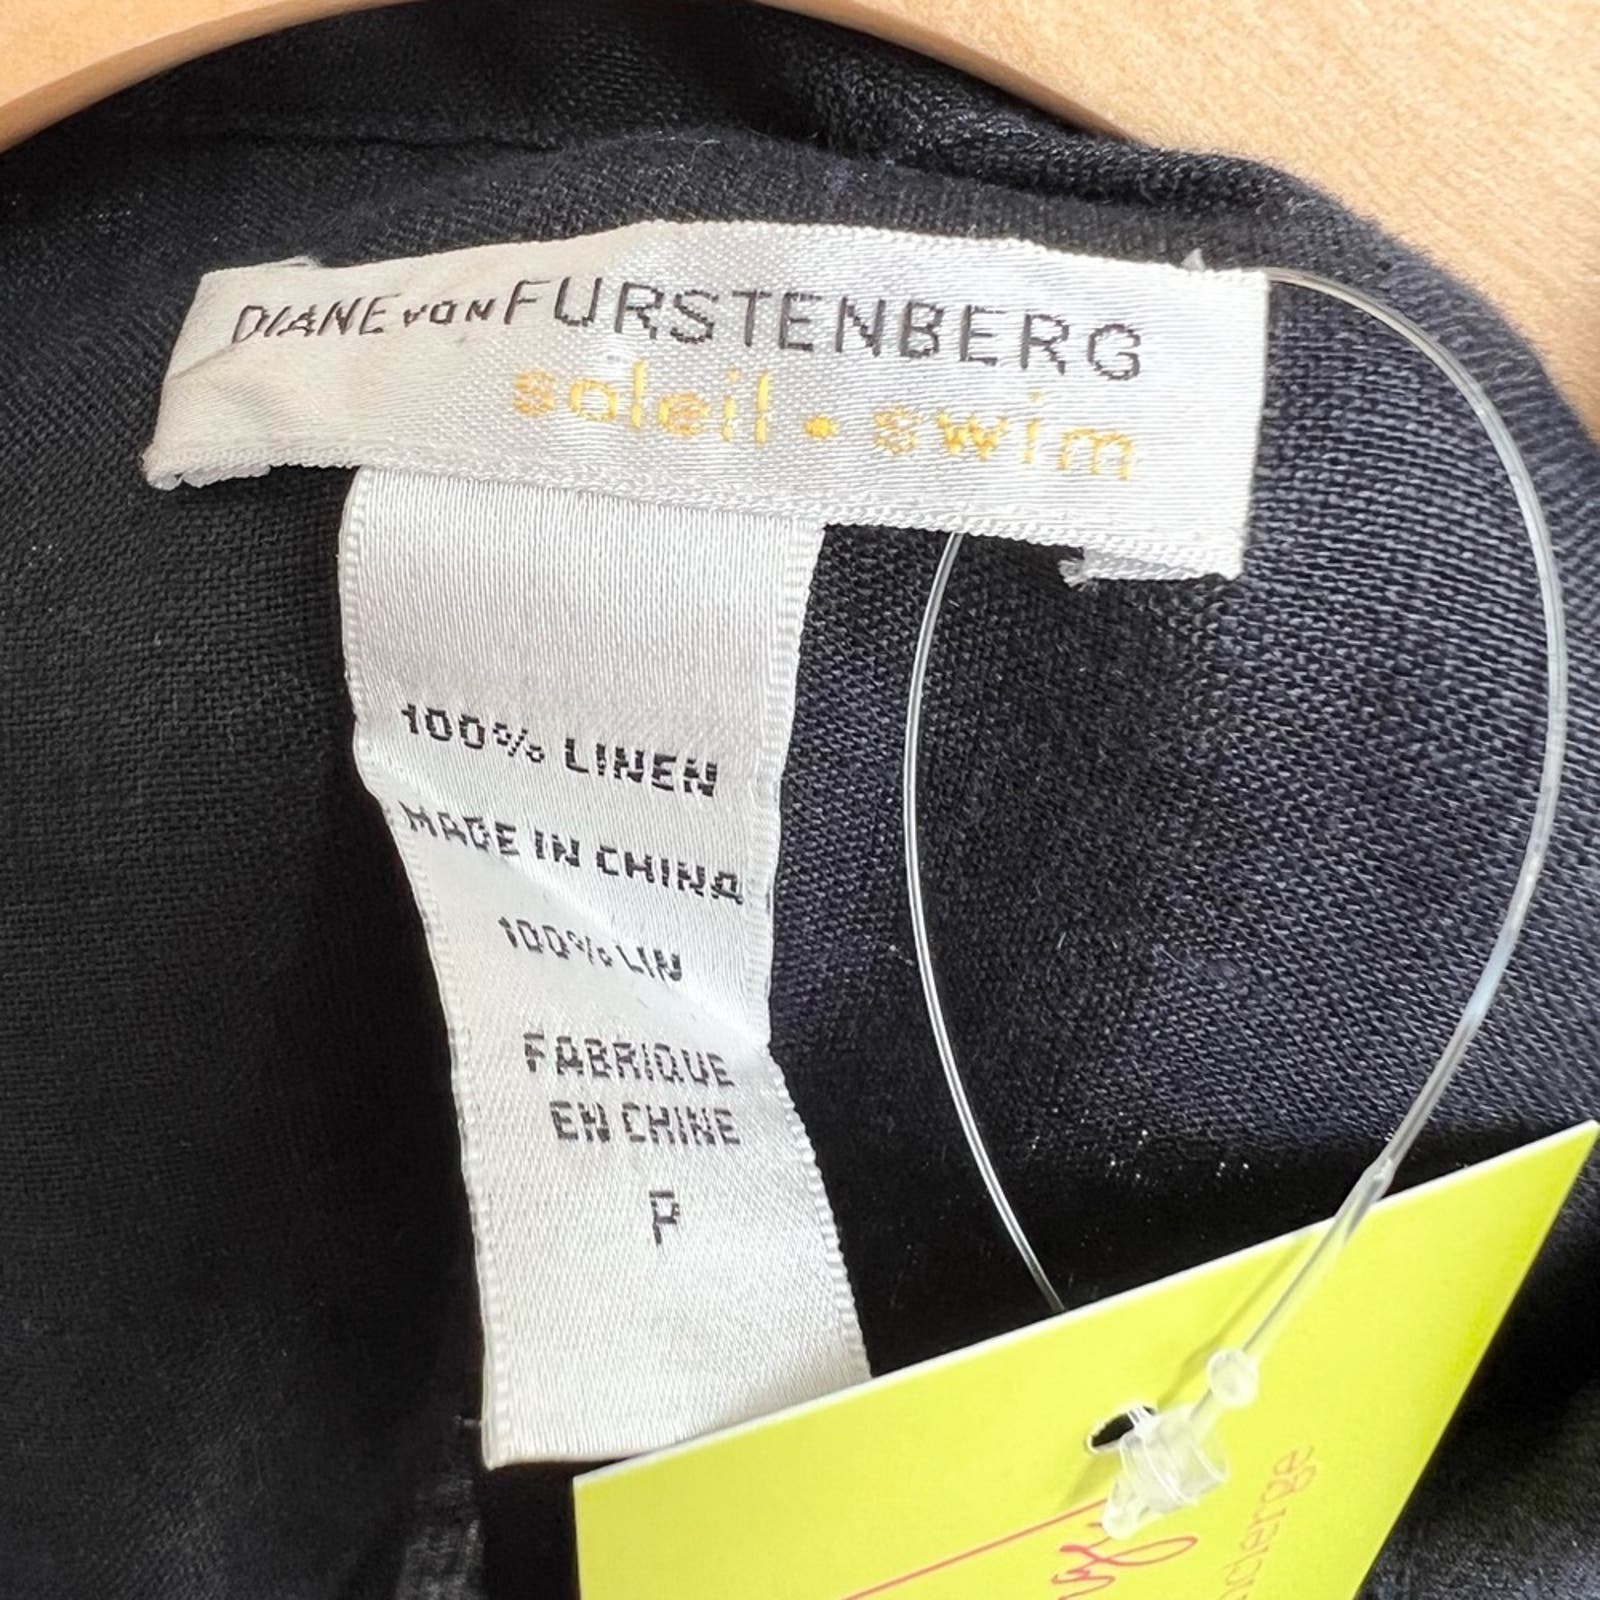 DIANE von FURSTENBERG
soleil • swim
100% LINEN
MADE IN CHINA
100% LIN
FABRIQUE
EN CHINE
P